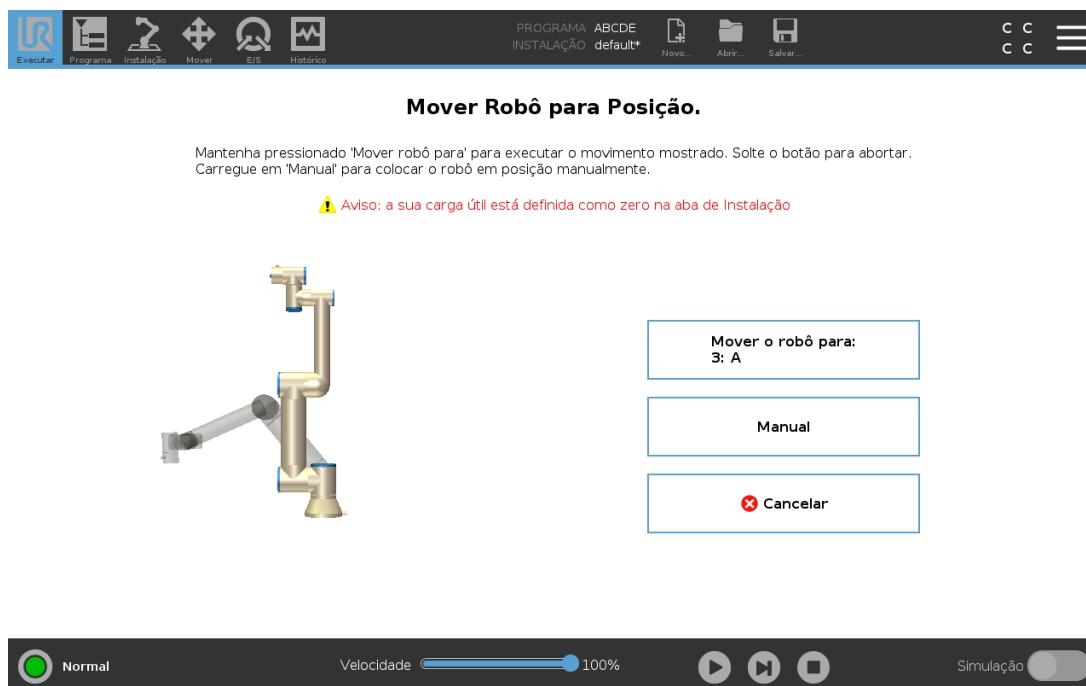 UR
Executar
Programa
Instalação
Mover
E/S
Histórico
PROGRAMA ABCDE
INSTALAÇÃO default*
Novo...
Abrir...
Salvar...
C C
C C
Mover Robô para Posição.
Mantenha pressionado 'Mover robô para' para executar o movimento mostrado. Solte o botão para abortar.
Carregue em 'Manual' para colocar o robô em posição manualmente.
Aviso: a sua carga útil está definida como zero na aba de Instalação
Mover o robô para:
3: A
Manual
Cancelar
Normal
Velocidade 100%
Simulação